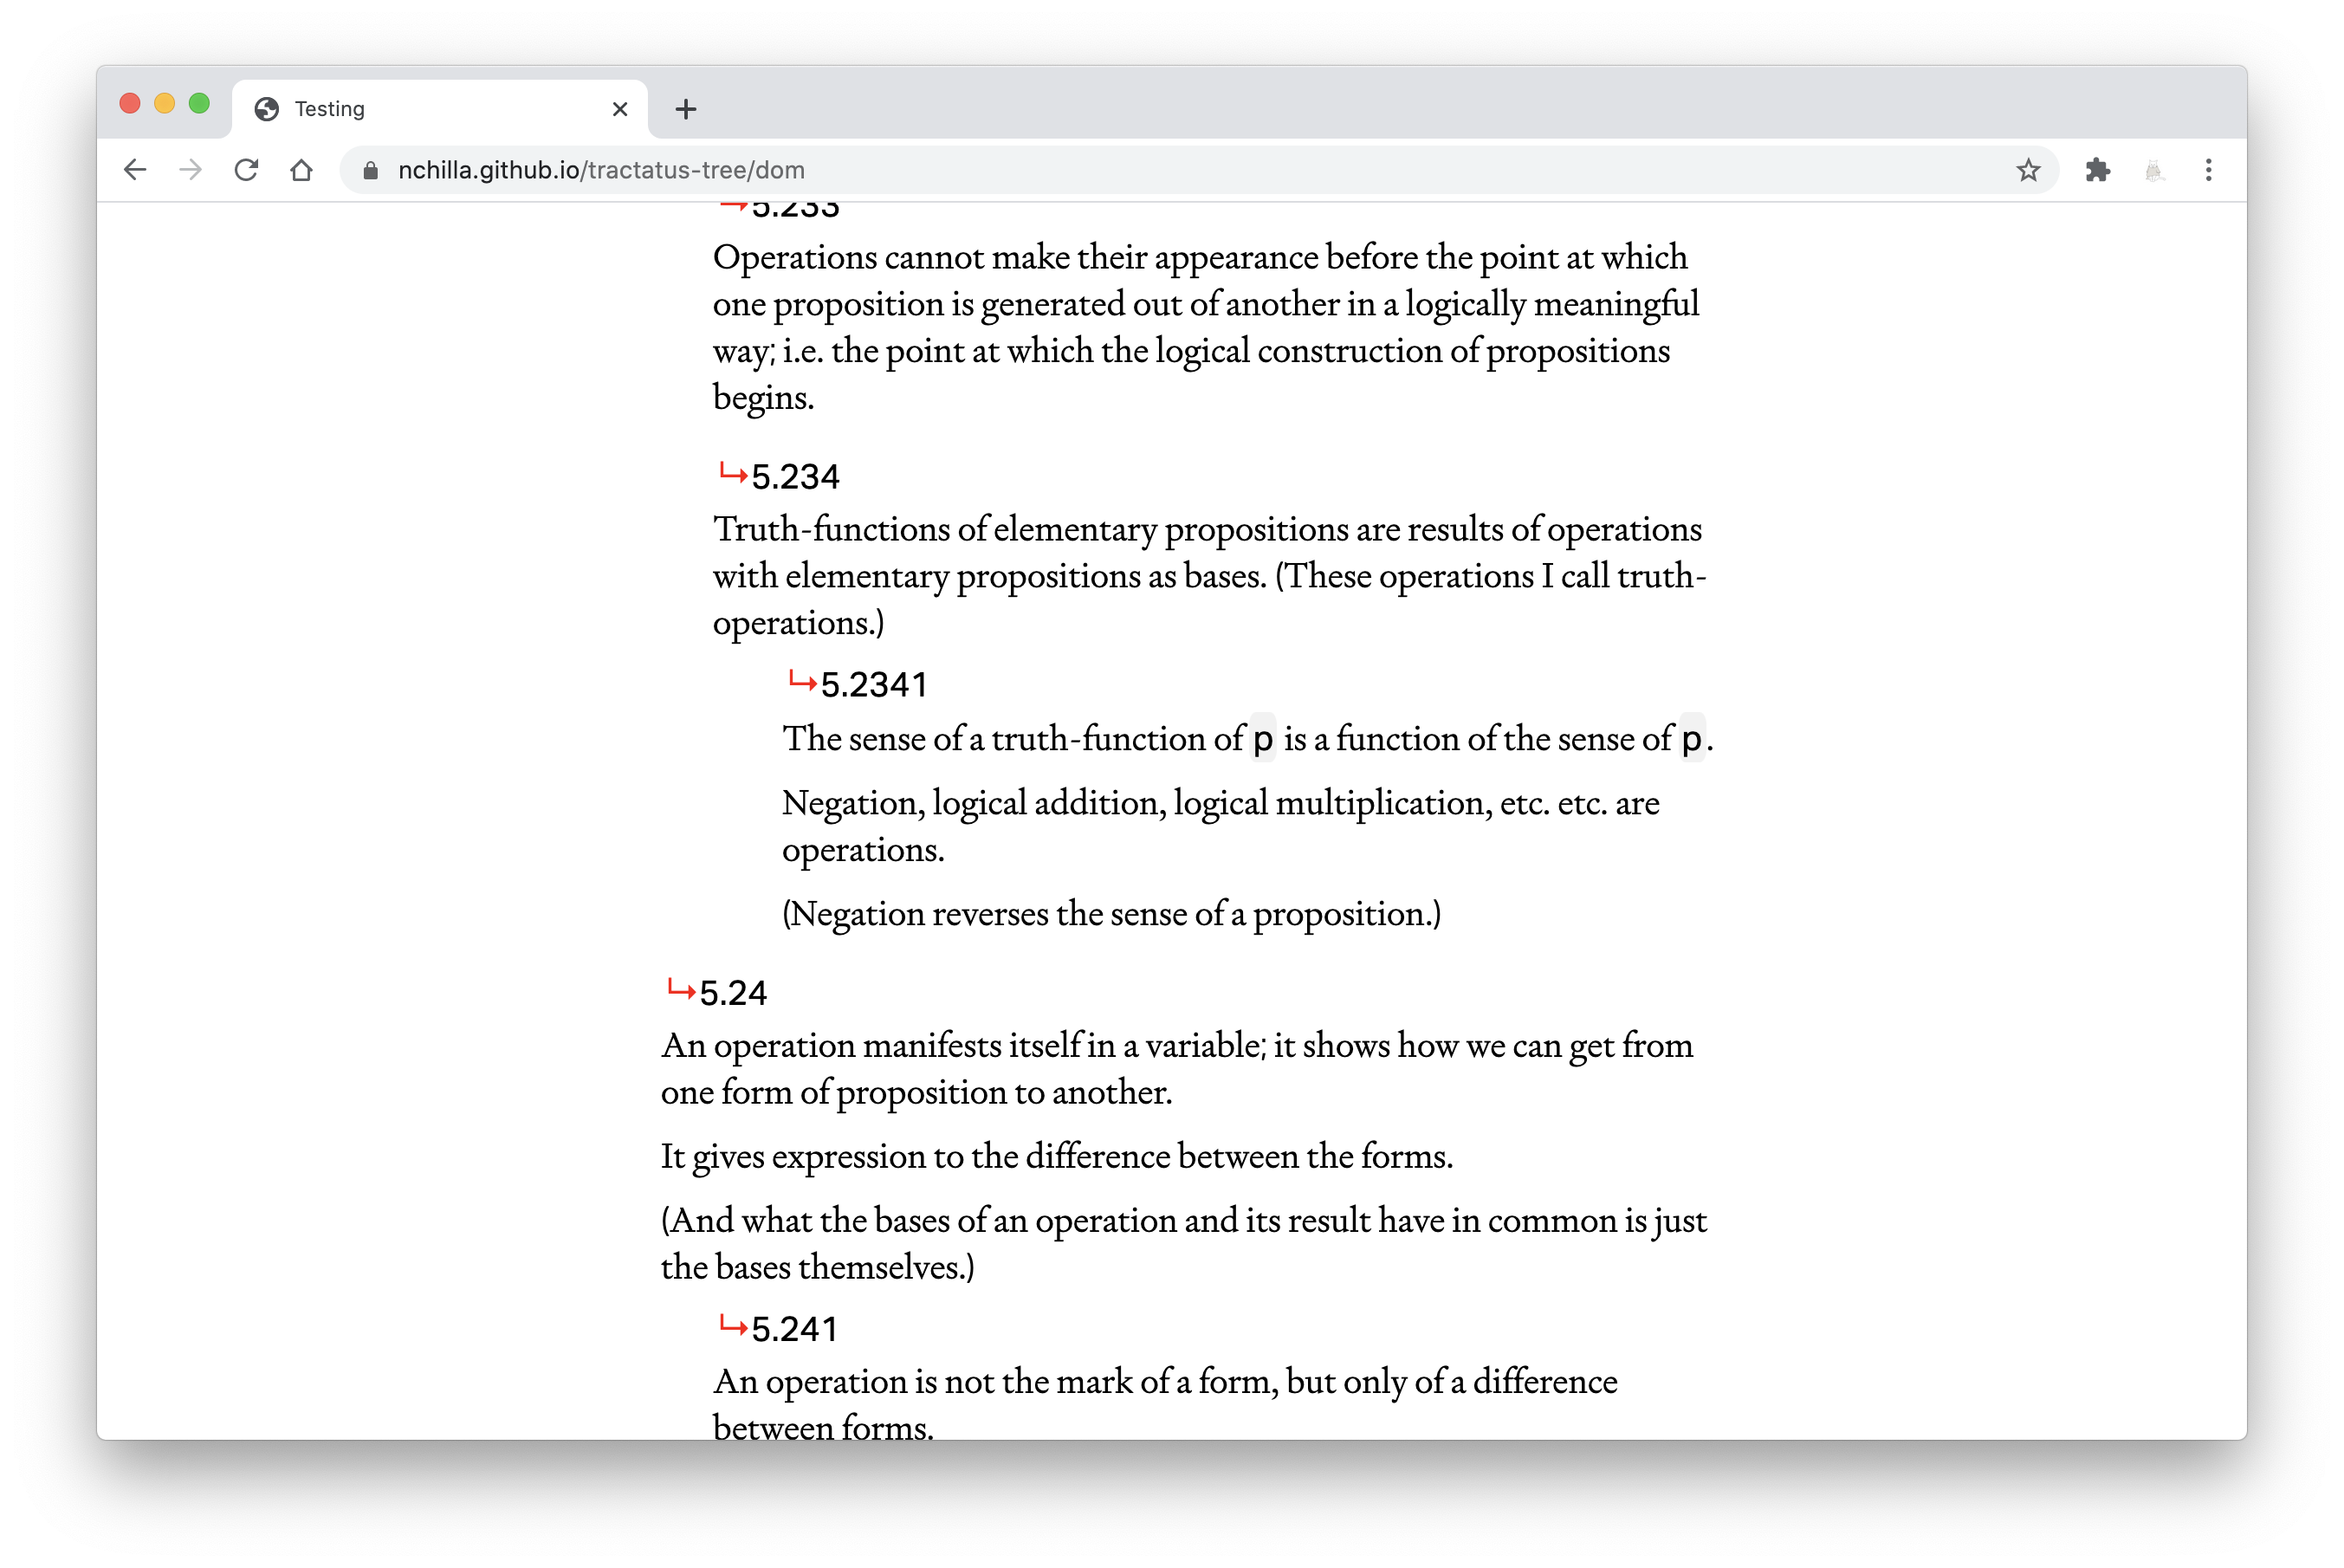 Testing
nchilla.github.io/tractatus-tree/dom
↳5.233
Operations cannot make their appearance before the point at which
one proposition is generated out of another in a logically meaningful
way; i.e. the point at which the logical construction of propositions
begins.
↳5.234
Truth-functions of elementary propositions are results of operations
with elementary propositions as bases. (These operations I call truth-
operations.)
↳5.2341
The sense of a truth-function of p is a function of the sense of p.
Negation, logical addition, logical multiplication, etc. etc. are
operations.
(Negation reverses the sense of a proposition.)
↳5.24
An operation manifests itself in a variable; it shows how we can get from
one form of proposition to another.
It gives expression to the difference between the forms.
(And what the bases of an operation and its result have in common is just
the bases themselves.)
↳5.241
An operation is not the mark of a form, but only of a difference
between forms.